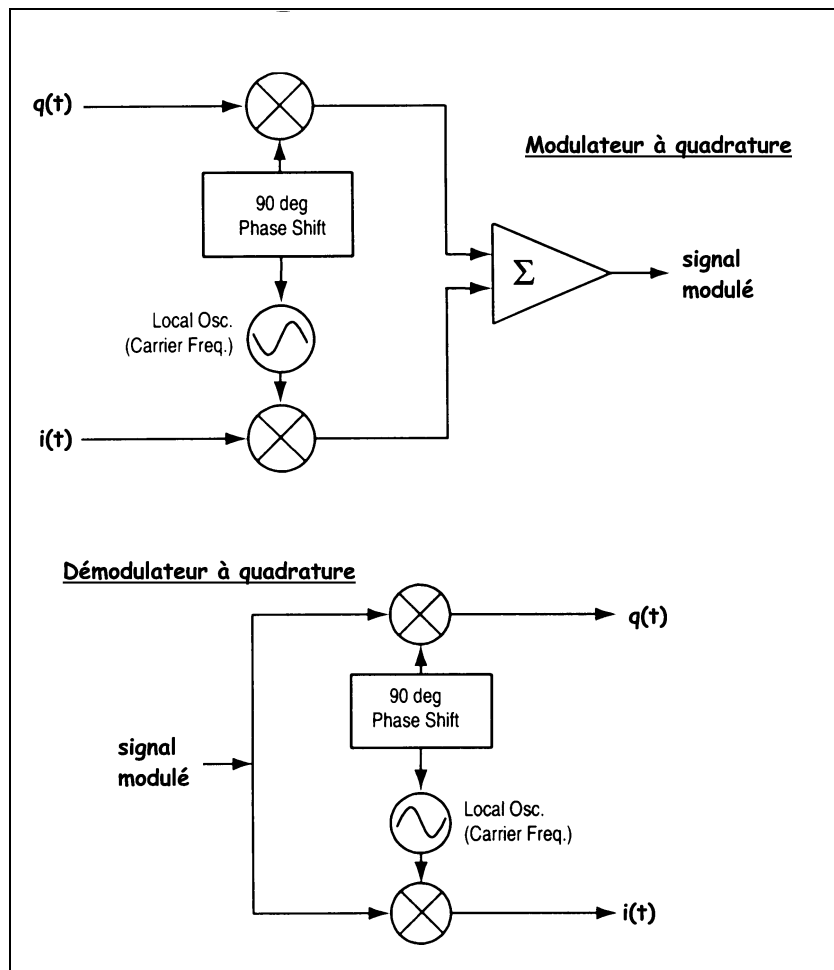 q(t)
Modulateur à quadrature
90 deg
Phase Shift
Σ
signal
modulé
Local Osc.
(Carrier Freq.)
i(t)
Démodulateur à quadrature
q(t)
90 deg
Phase Shift
signal
modulé
Local Osc.
(Carrier Freq.)
i(t)